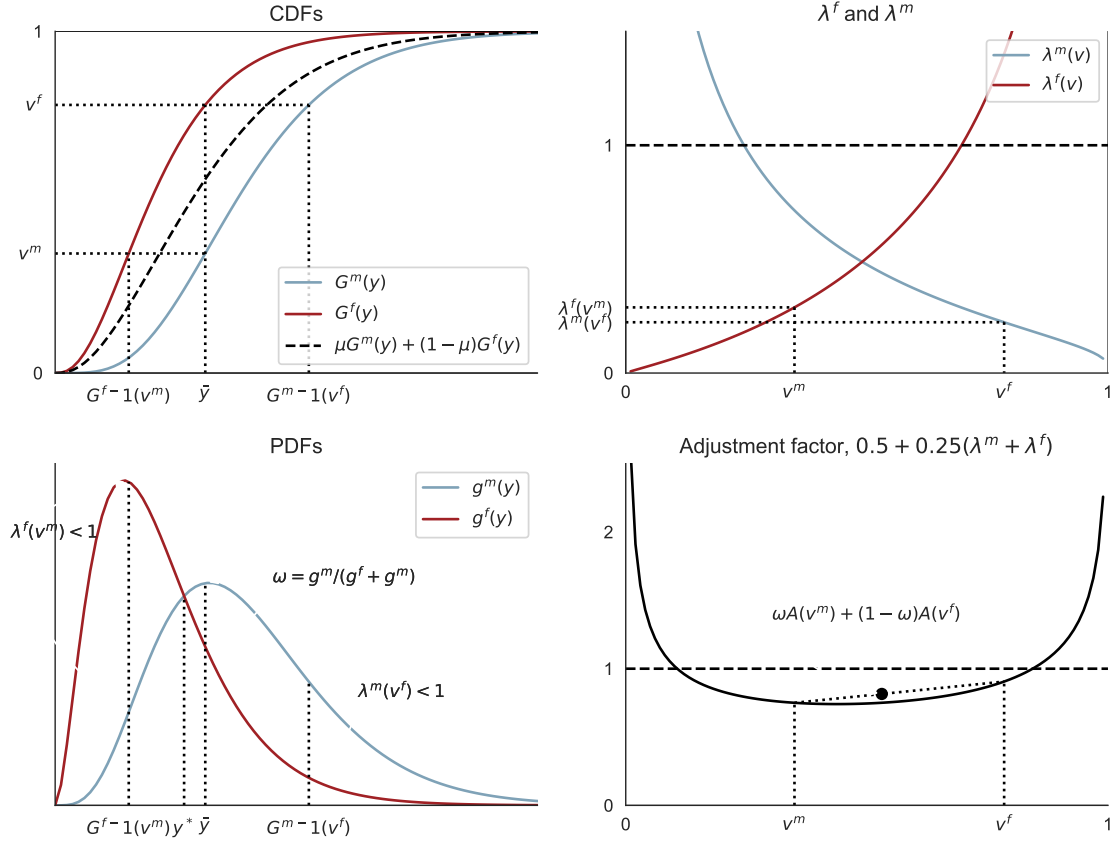 CDFs
1
v^f
v^m
0
G^m(y)
G^f(y)
μG^m(y) + (1 − μ)G^f(y)
G^{f−1}(v^m) ȳ G^{m−1}(v^f)
λ^f and λ^m
λ^m(v)
λ^f(v)
1
λ^f(v^m)
λ^m(v^f)
0
0 v^m v^f 1
PDFs
g^m(y)
g^f(y)
λ^f(v^m) < 1
ω = g^m/(g^f + g^m)
λ^m(v^f) < 1
G^{f−1}(v^m) y^* ȳ G^{m−1}(v^f)
Adjustment factor, 0.5 + 0.25(λ^m + λ^f)
2
ωA(v^m) + (1 − ω)A(v^f)
1
0
0 v^m v^f 1